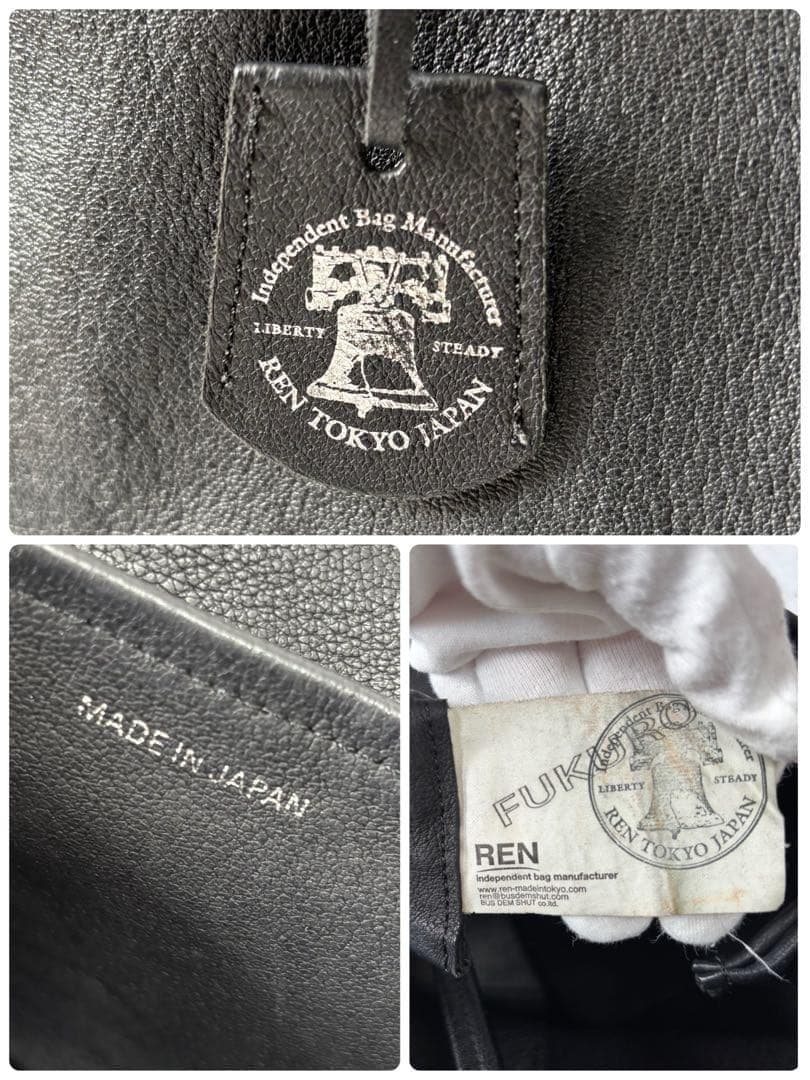 Independent Bag Manufacturer
LIBERTY
STEADY
REN TOKYO JAPAN
MADE IN JAPAN
FUKURO
Independent Bag
LIBERTY
STEADY
REN TOKYO JAPAN
REN
independent bag manufacturer
www.ren-madeintokyo.com
ren@busdemshut.com
BUS DEM SHUT co.ltd.